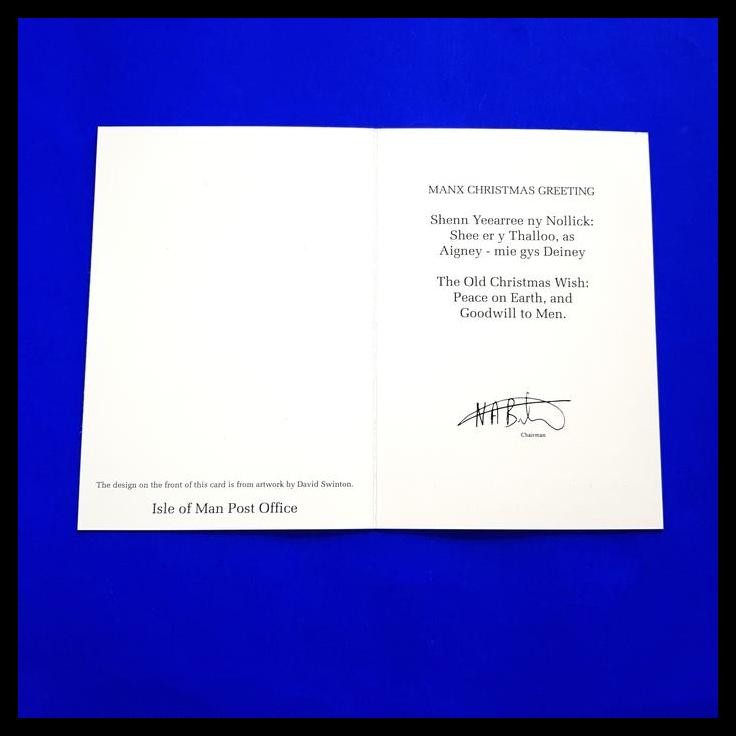 The design on the front of this card is from artwork by David Swinton.
Isle of Man Post Office
MANX CHRISTMAS GREETING
Shenn Yeearree ny Nollick:
Shee er y Thalloo, as
Aigney - mie gys Deiney
The Old Christmas Wish:
Peace on Earth, and
Goodwill to Men.
Chairman